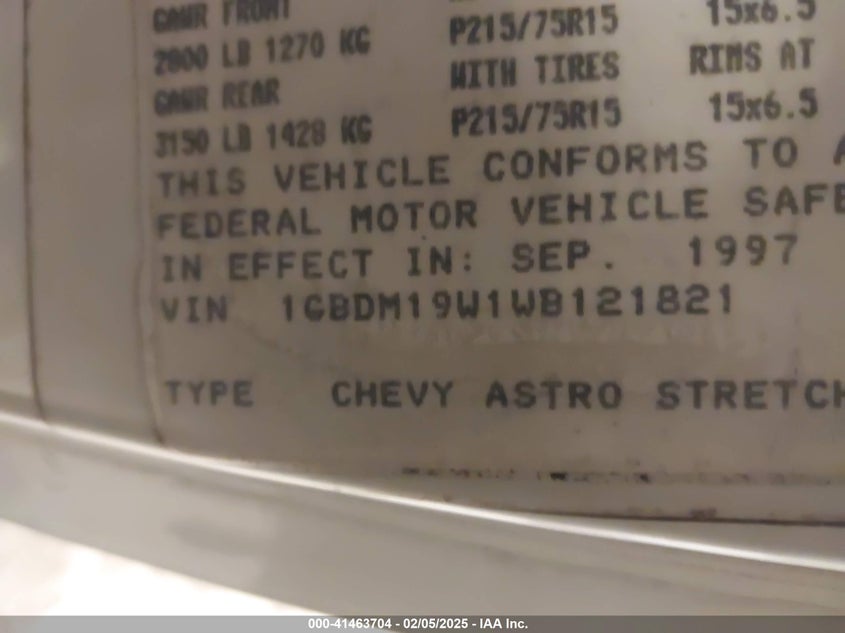 GAWR FRONT
15x6.5
P215/75R15
2800 LB 1270 KG
WITH TIRES RIMS AT
GAWR REAR
P215/75R15 15x6.5
3150 LB 1428 KG
THIS VEHICLE CONFORMS TO A
FEDERAL MOTOR VEHICLE SAFE
IN EFFECT IN: SEP. 1997
VIN 1GBDM19W1WB121821
TYPE CHEVY ASTRO STRETCH
000-41463704 - 02/05/2025 - IAA Inc.